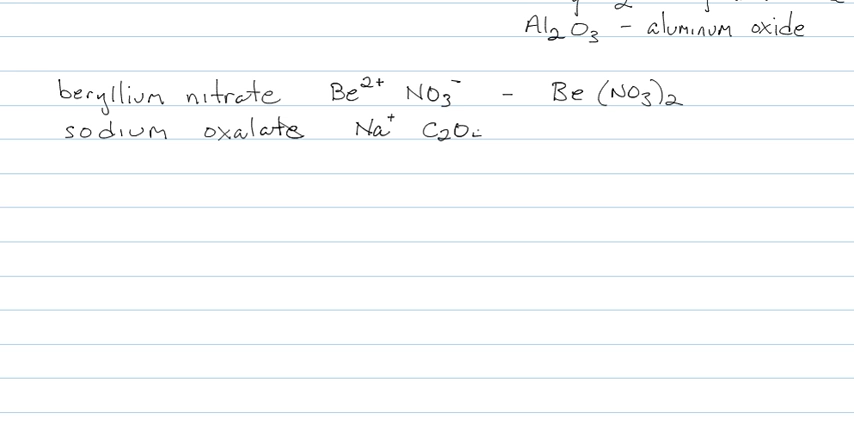 Al₂O₃ - aluminum oxide
beryllium nitrate Be²⁺ NO₃⁻ - Be (NO₃)₂
sodium oxalate Na⁺ C₂O